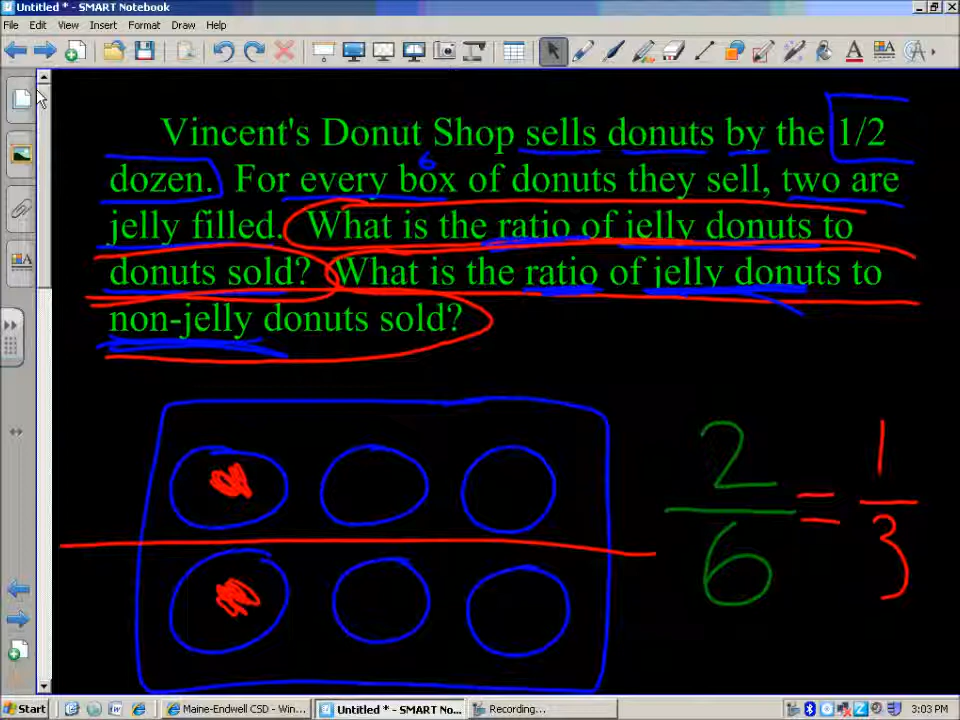 Untitled * - SMART Notebook
File Edit View Insert Format Draw Help
Vincent's Donut Shop sells donuts by the 1/2
6
dozen. For every box of donuts they sell, two are
jelly filled. What is the ratio of jelly donuts to
donuts sold? What is the ratio of jelly donuts to
non-jelly donuts sold?
2 1
=
6 3
Start Maine-Endwell CSD - Win... Untitled * - SMART No... Recording... 3:03 PM